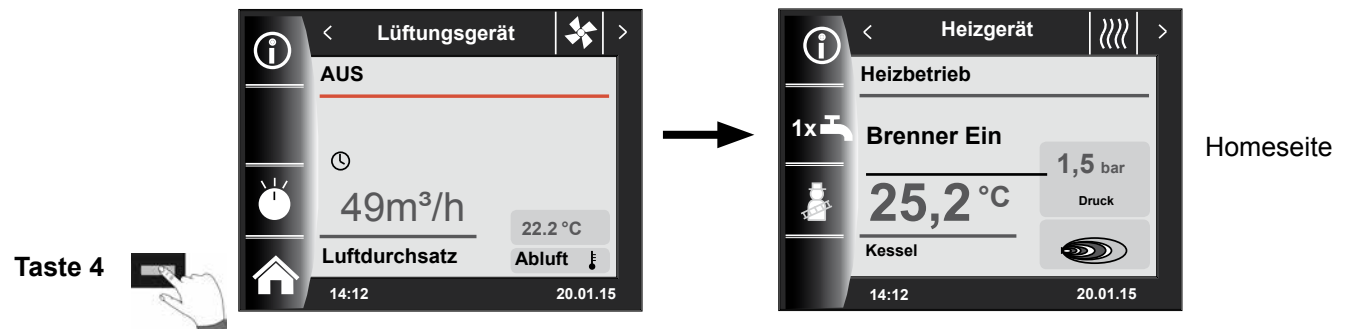 Lüftungsgerät
AUS
49m³/h
22.2 °C
Luftdurchsatz
Abluft
14:12
20.01.15
Taste 4
Heizgerät
Heizbetrieb
1x
Brenner Ein
1,5 bar
25,2 °C
Druck
Kessel
14:12
20.01.15
Homeseite